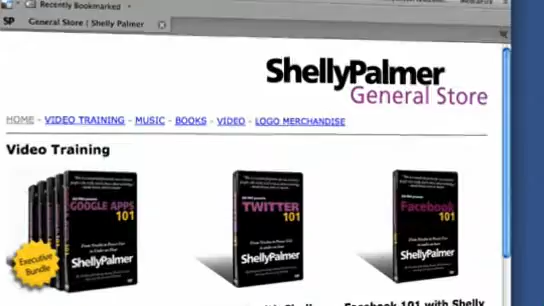 Recently Bookmarked
SP General Store | Shelly Palmer
ShellyPalmer
General Store
HOME - VIDEO TRAINING - MUSIC - BOOKS - VIDEO - LOGO MERCHANDISE
Video Training
GOOGLE APPS
101
Executive
Bundle
ShellyPalmer
TWITTER
101
ShellyPalmer
Facebook
101
ShellyPalmer
Facebook 101 with Shelly